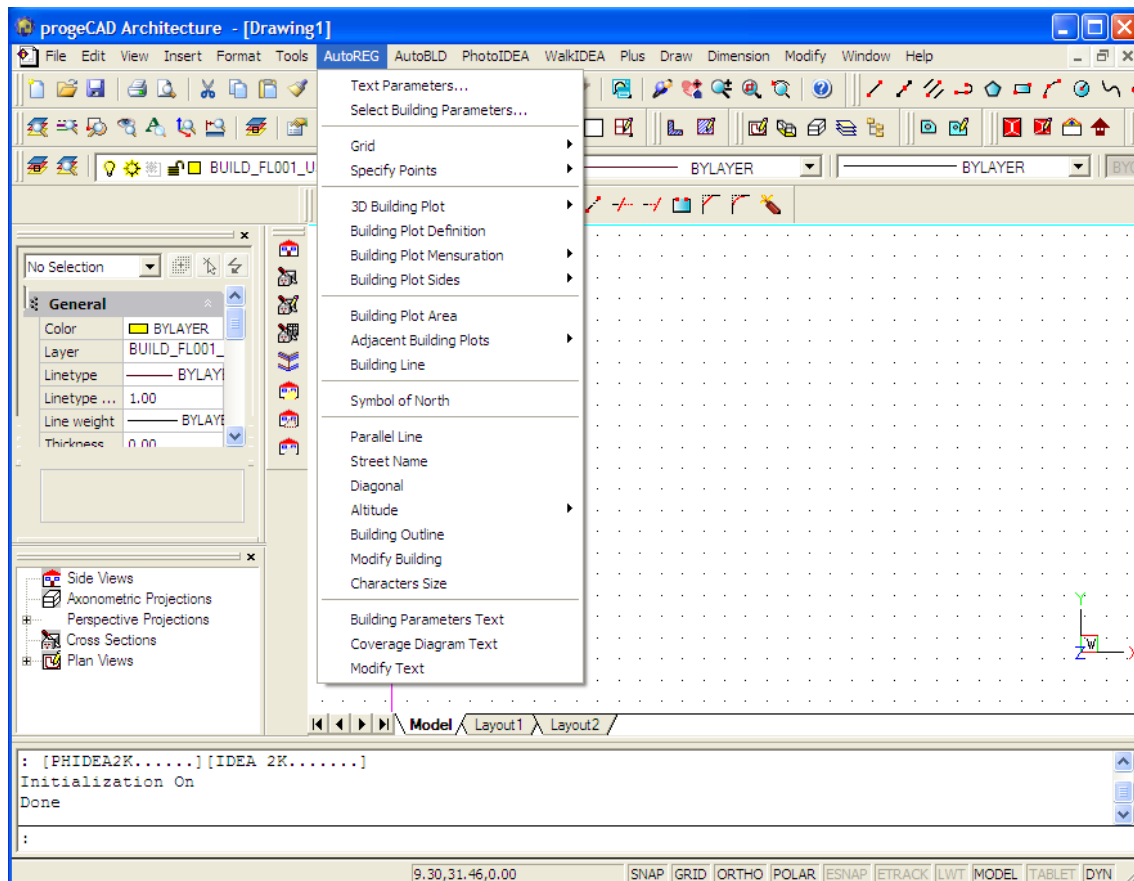 progeCAD Architecture - [Drawing1]
File Edit View Insert Format Tools AutoREG AutoBLD PhotoIDEA WalkIDEA Plus Draw Dimension Modify Window Help
Text Parameters...
Select Building Parameters...
Grid
Specify Points
3D Building Plot
Building Plot Definition
Building Plot Mensuration
Building Plot Sides
Building Plot Area
Adjacent Building Plots
Building Line
Symbol of North
Parallel Line
Street Name
Diagonal
Altitude
Building Outline
Modify Building
Characters Size
Building Parameters Text
Coverage Diagram Text
Modify Text
BUILD_FL001_U
BYLAYER
BYLAYER
BYC
No Selection
General
Color BYLAYER
Layer BUILD_FL001_
Linetype BYLAY
Linetype ... 1.00
Line weight BYLAYE
Thickness 0.00
Side Views
Axonometric Projections
Perspective Projections
Cross Sections
Plan Views
Y
W
Z X
Model Layout1 Layout2
: [PHIDEA2K......][IDEA 2K.......]
Initialization On
Done
:
9.30,31.46,0.00 SNAP GRID ORTHO POLAR ESNAP ETRACK LWT MODEL TABLET DYN